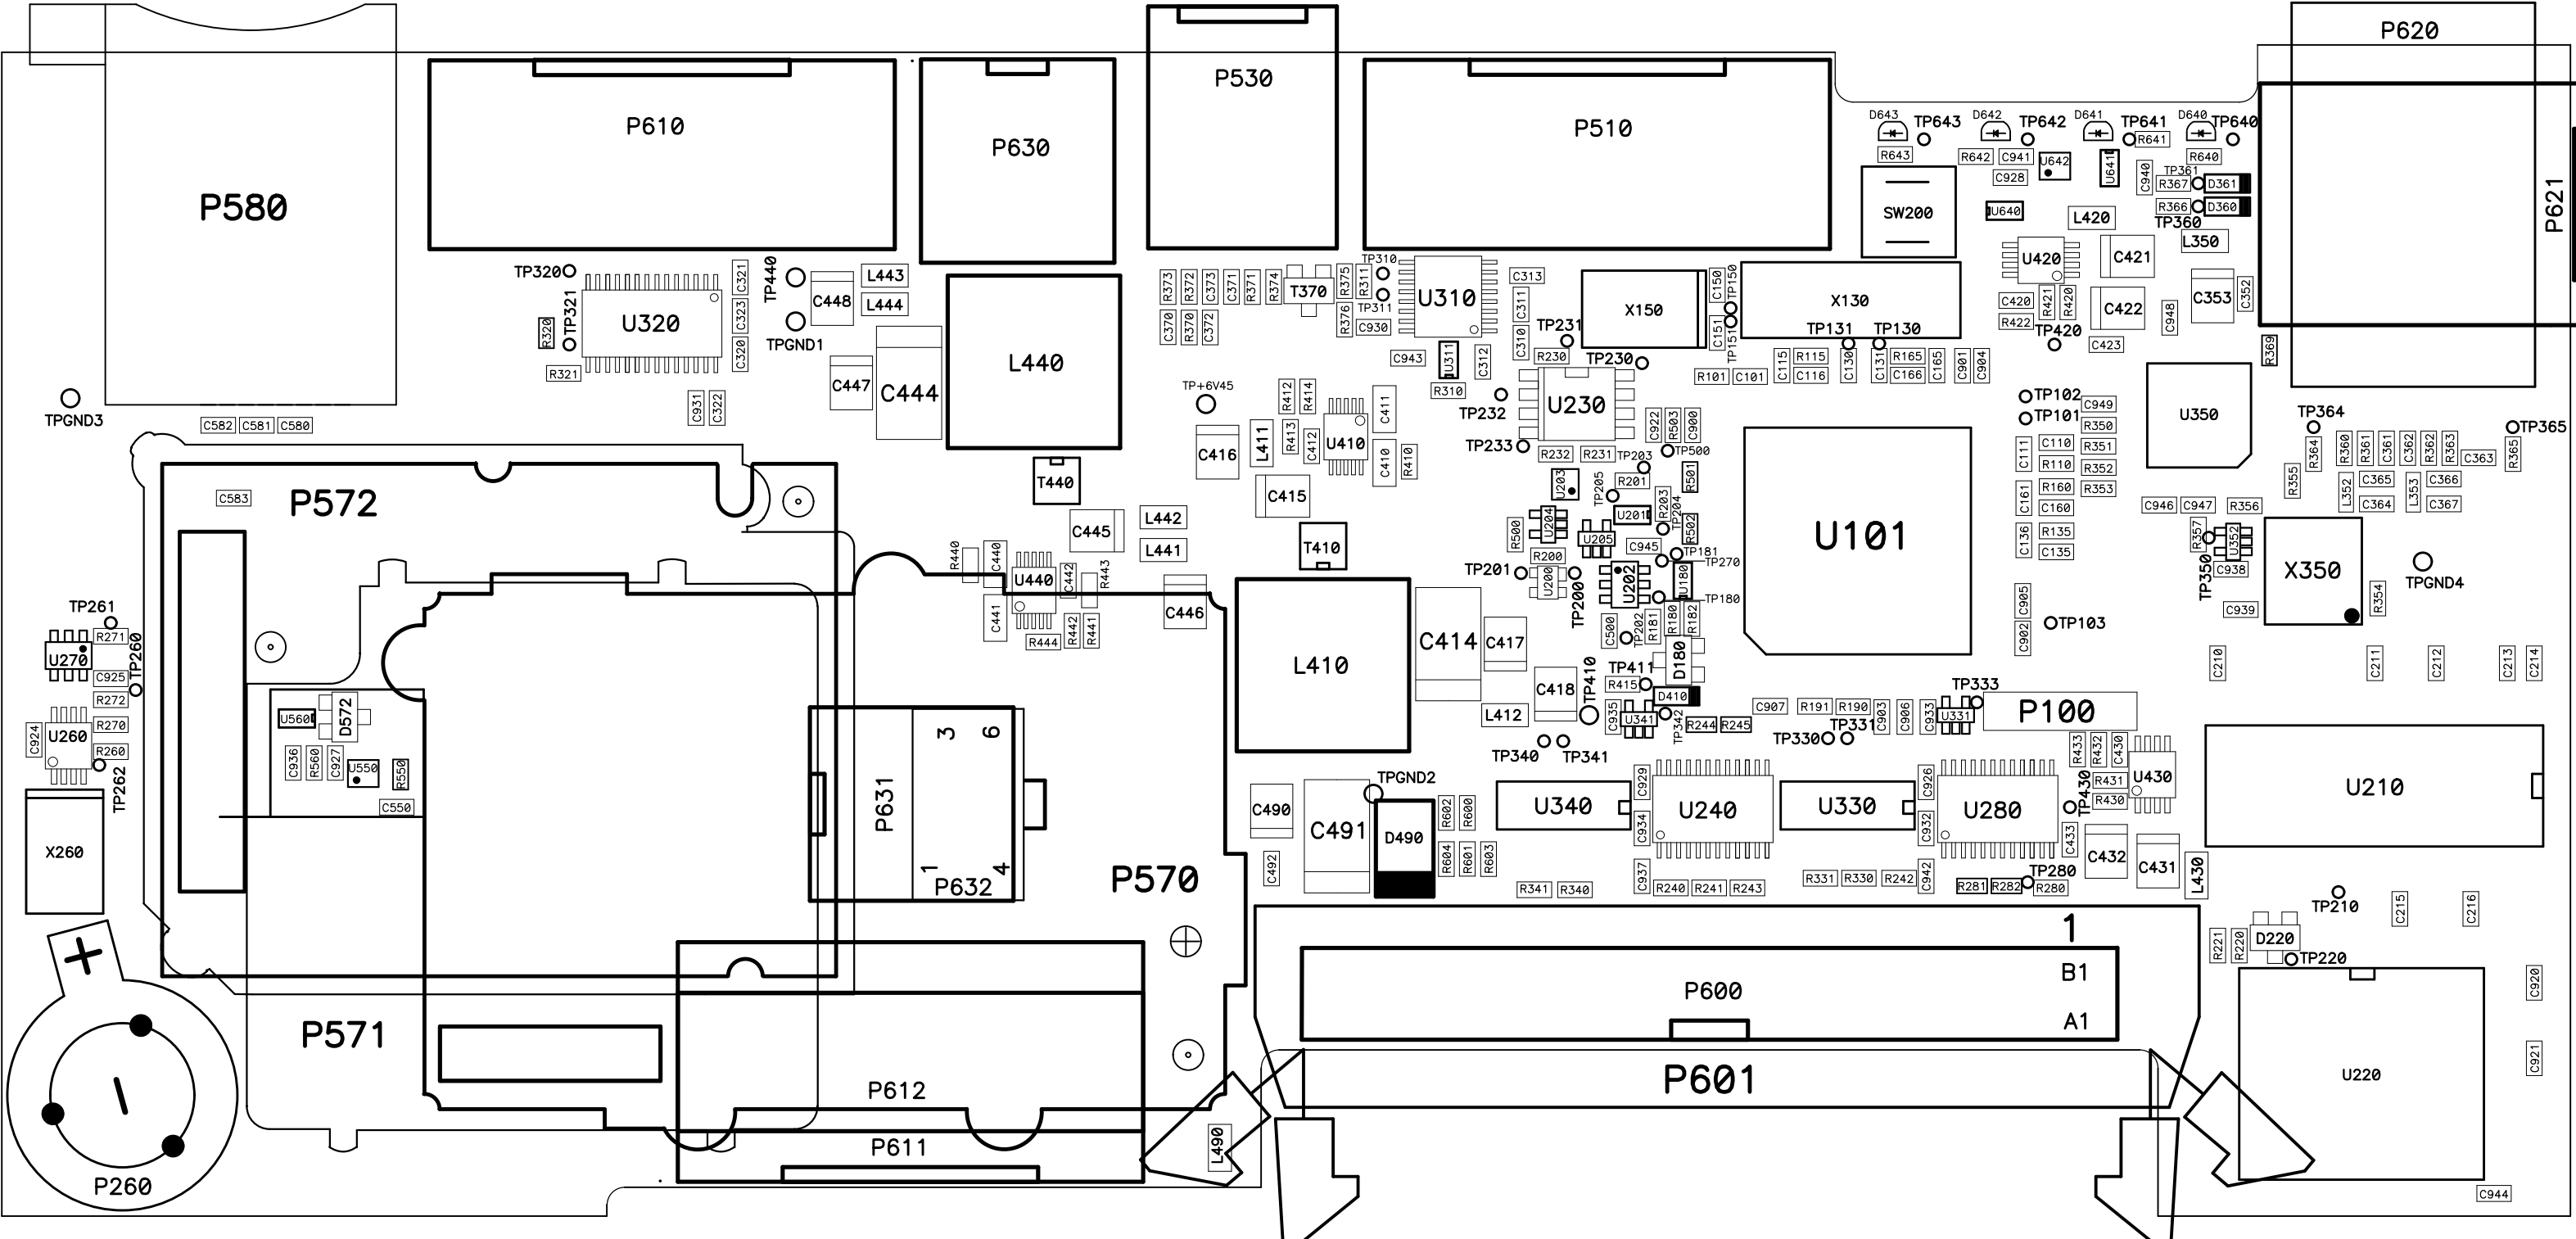 P620
P530
D643 TP643 D642 TP642 D641 TP641 D640 TP640
P610 P630 P510
R643 R642 C941 U642 U641 R641 R640
C928 C940 TP361 R367 D361
P580 SW200 U640 L420 R366 D360 P621
TP360
U420 C421 L350
TP320 TP440 C321 L443 R373 R372 C373 C371 R371 R374 T370 R375 R311 TP310 C313 C150 TP150
TP321 U320 C448 L444 U310 C311 X150 X130 C420 R421 R420 C422 C353 C352
R320 C323 C370 R370 C372 R376 C930 TP311 C310 TP231 C151 TP151 TP131 TP130 R422 C948
TPGND1 C320 L440 C943 U311 C312 R230 TP230 C115 R115 C130 C131 R165 C165 C901 C904 TP420 C423 R369
R321 C447 C444 R310 R101 C101 C116 C166
TPGND3 C931 C322 TP+6V45 R412 R414 C411 TP232 U230 TP102 C949 U350
C582 C581 C580 C416 L411 R413 C412 U410 C410 R410 TP233 C922 R503 C900 TP101 R350 TP364 TP365
R232 R231 TP203 TP500 C111 C110 R351 R364 R360 R361 C361 C362 R362 R363 C363 R365
P572 C583 T440 C415 U203 TP205 R201 R501 R110 R352 R355 L352 C365 L353 C366
C445 L442 U204 U201 R203 TP204 R502 C161 R160 R353 C946 C947 R356 C364 C367
L441 T410 R500 U205 C945 TP181 U101 C136 C160 R135 C135 R357 U352
R440 C440 U440 C442 R443 C446 R200 TP201 U200 TP200 U202 TP270 U180 TP350 C938 X350 TPGND4
TP261 C441 R444 R442 R441 C414 C417 C500 TP202 R181 R180 R182 TP180 C905 C902 TP103 C939 R354
U270 R271 TP260 L410 C418 TP410 TP411 D180 C210 C211 C212 C213 C214
C925 R272 R415 D410
C924 U260 R270 U560 D572 3 6 L412 C935 U341 TP342 R244 R245 C907 R191 R190 C903 C906 C933 U331 TP333 P100
R260 TP262 C936 R560 C927 U550 R550 TP340 TP341 TP330 TP331 R433 R432 C430
C550 P631 TPGND2 C490 C491 D490 R602 R600 U340 C929 U240 U330 C926 U280 TP430 R431 R430 U430 U210
X260 1 4 P632 P570 C492 R604 R601 R603 C934 C932 C433 C432 C431 L430
R341 R340 C937 R240 R241 R243 R331 R330 R242 C942 R281 R282 TP280 R280
+ 1 TP210 C215 C216
R221 R220 D220 TP220
B1 C920
P600
A1
P571 P601 U220 C921
− P612
P611 L490
P260 C944